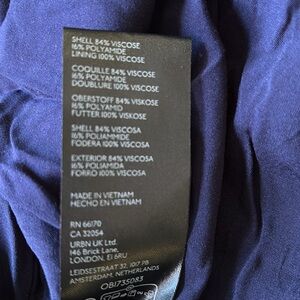 SHELL 84% VISCOSE
16% POLYAMIDE
LINING 100% VISCOSE
COQUILLE 84% VISCOSE
16% POLYAMIDE
DOUBLURE 100% VISCOSE
OBERSTOFF 84% VISKOSE
16% POLYAMID
FUTTER 100% VISKOSE
SHELL 84% VISCOSA
16% POLIAMMIDE
FODERA 100% VISCOSA
EXTERIOR 84% VISCOSA
16% POLIAMIDA
FORRO 100% VISCOSA
MADE IN VIETNAM
HECHO EN VIETNAM
RN 66170
CA 32054
URBN UK Ltd:
146 Brick Lane,
LONDON, E1 6RU
LEIDSESTRAAT 32, 1017 PB
AMSTERDAM, NETHERLANDS
OB1735083